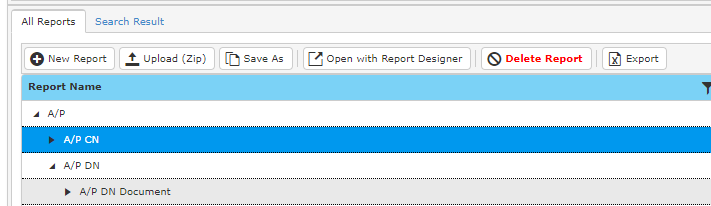 All Reports Search Result
New Report Upload (Zip) Save As Open with Report Designer Delete Report Export
Report Name
A/P
A/P CN
A/P DN
A/P DN Document